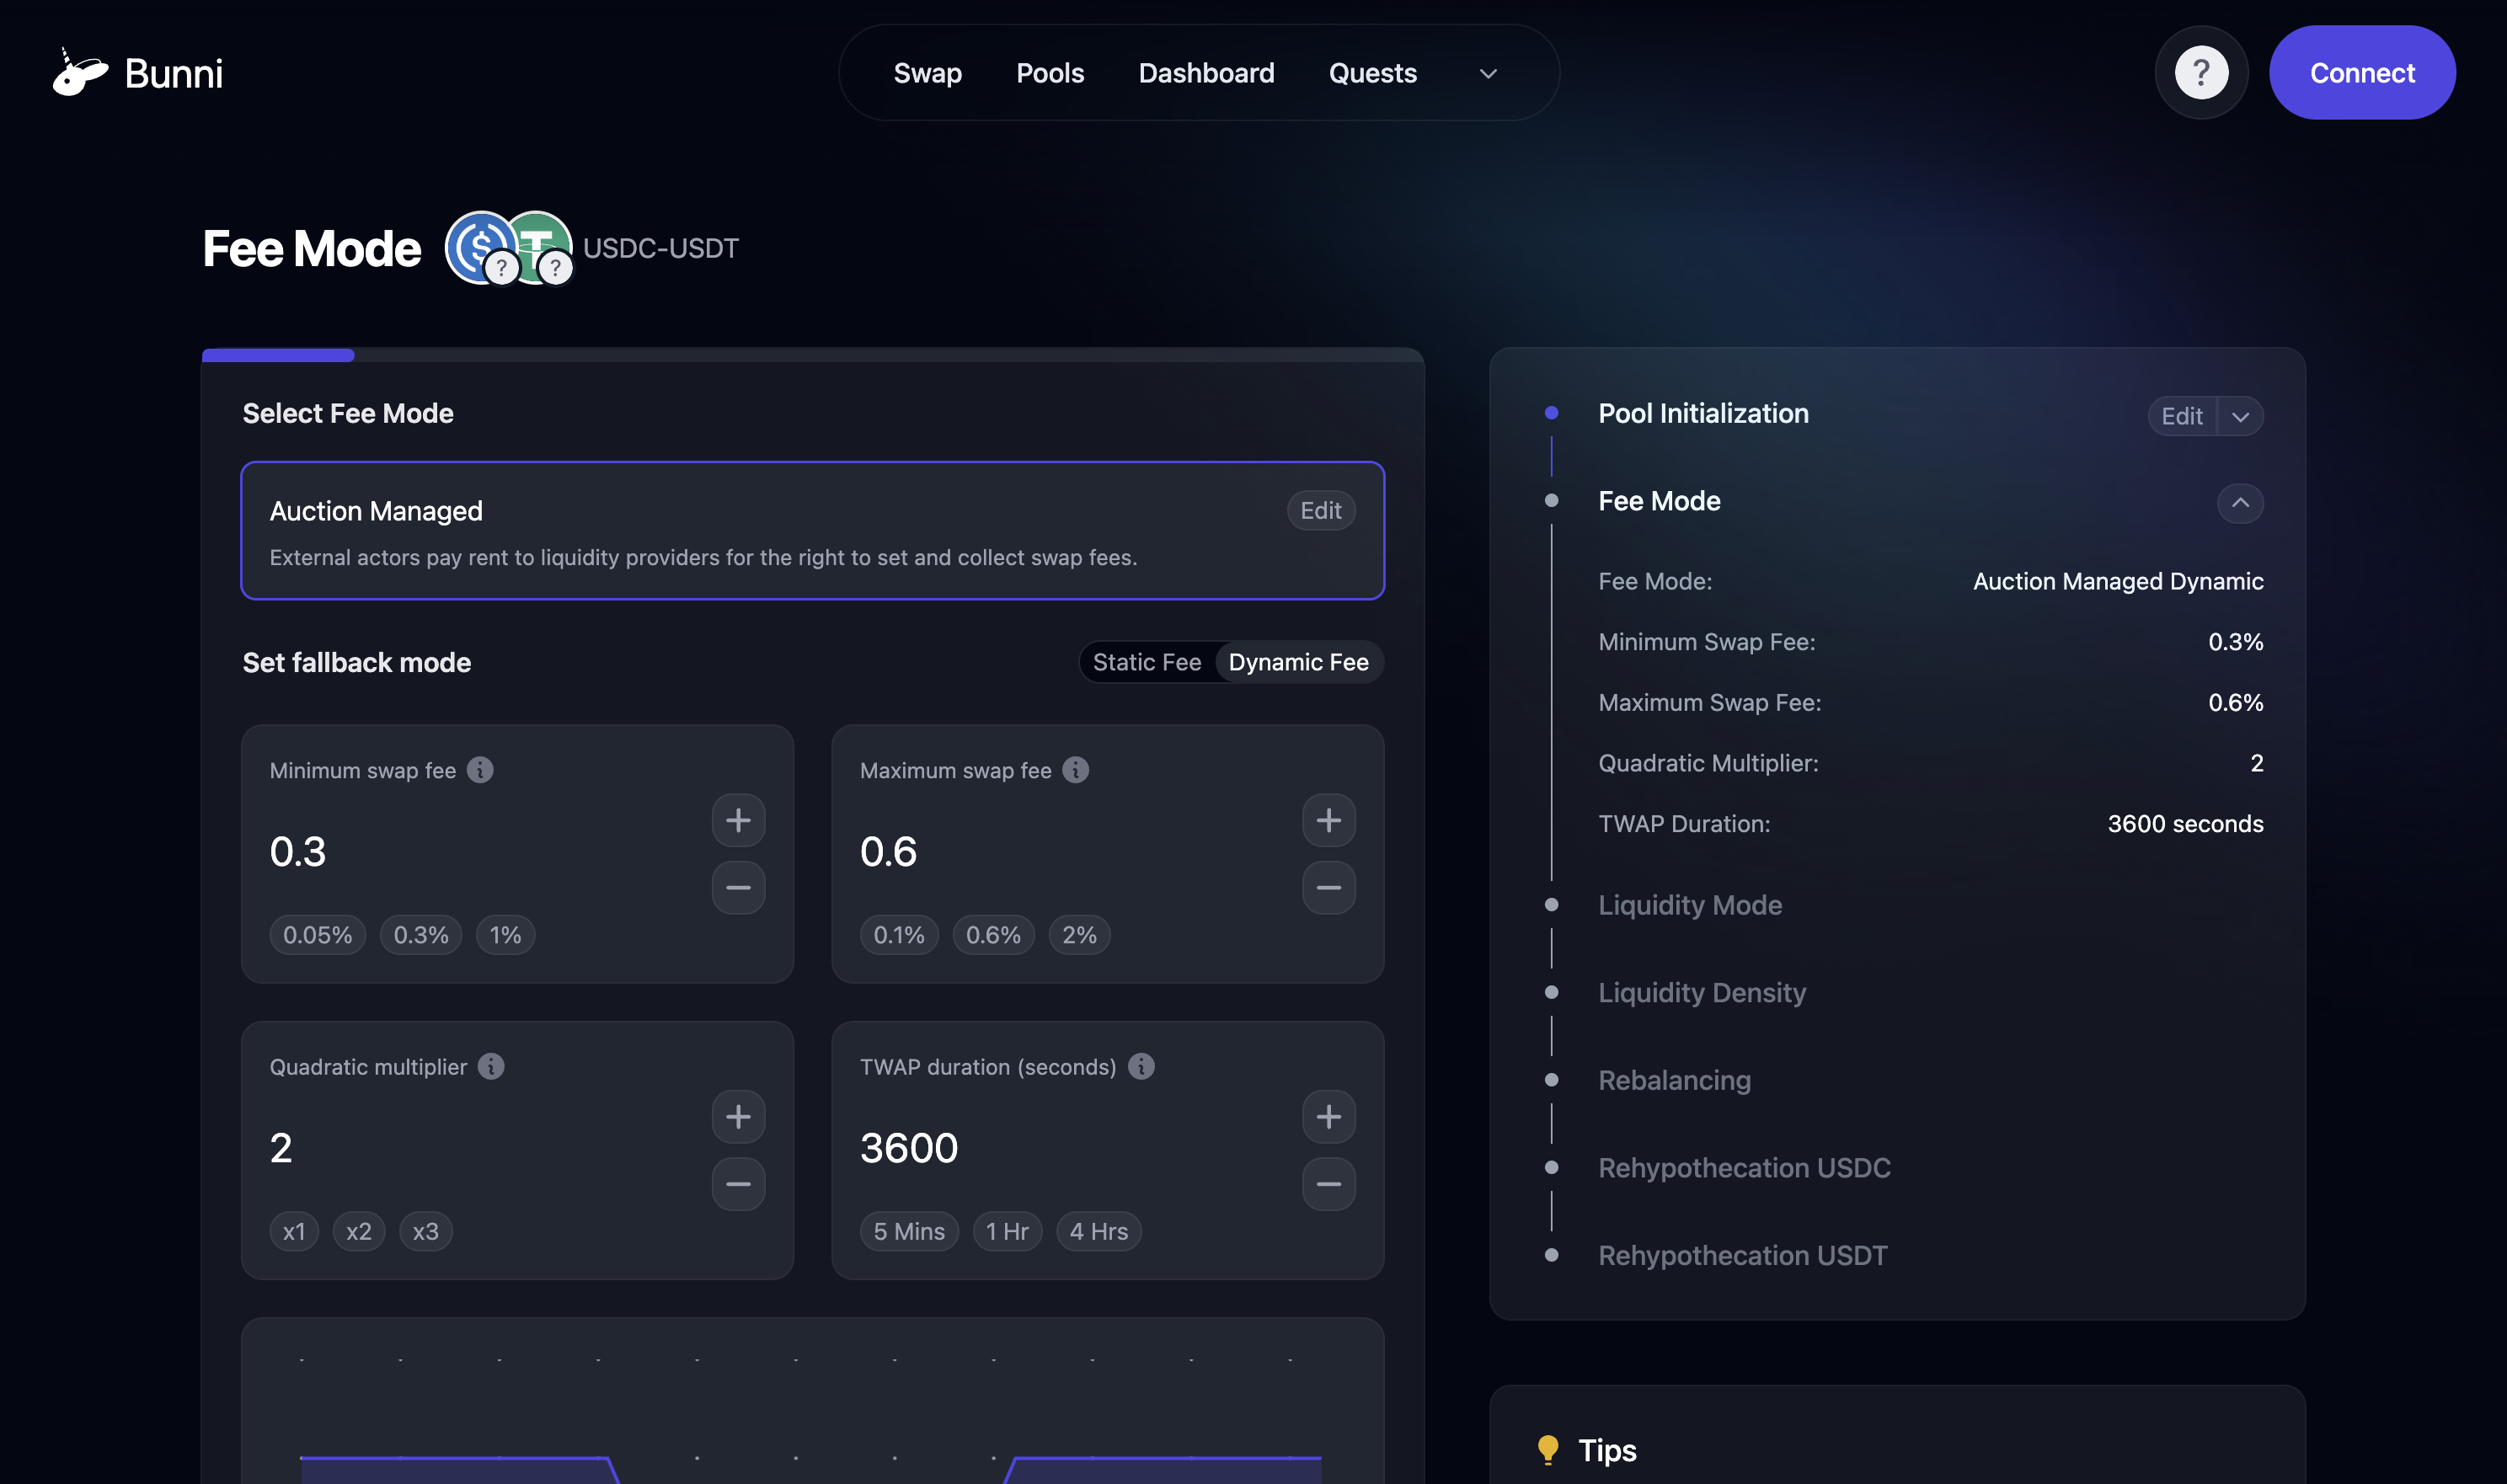 Bunni
Swap Pools Dashboard Quests
?
Connect
Fee Mode
$ ? T ?
USDC-USDT
Select Fee Mode
Auction Managed
Edit
External actors pay rent to liquidity providers for the right to set and collect swap fees.
Set fallback mode
Static Fee Dynamic Fee
Minimum swap fee i
0.3
0.05% 0.3% 1%
Maximum swap fee i
0.6
0.1% 0.6% 2%
Quadratic multiplier i
2
x1 x2 x3
TWAP duration (seconds) i
3600
5 Mins 1 Hr 4 Hrs
Pool Initialization
Edit
Fee Mode
Fee Mode: Auction Managed Dynamic
Minimum Swap Fee: 0.3%
Maximum Swap Fee: 0.6%
Quadratic Multiplier: 2
TWAP Duration: 3600 seconds
Liquidity Mode
Liquidity Density
Rebalancing
Rehypothecation USDC
Rehypothecation USDT
Tips